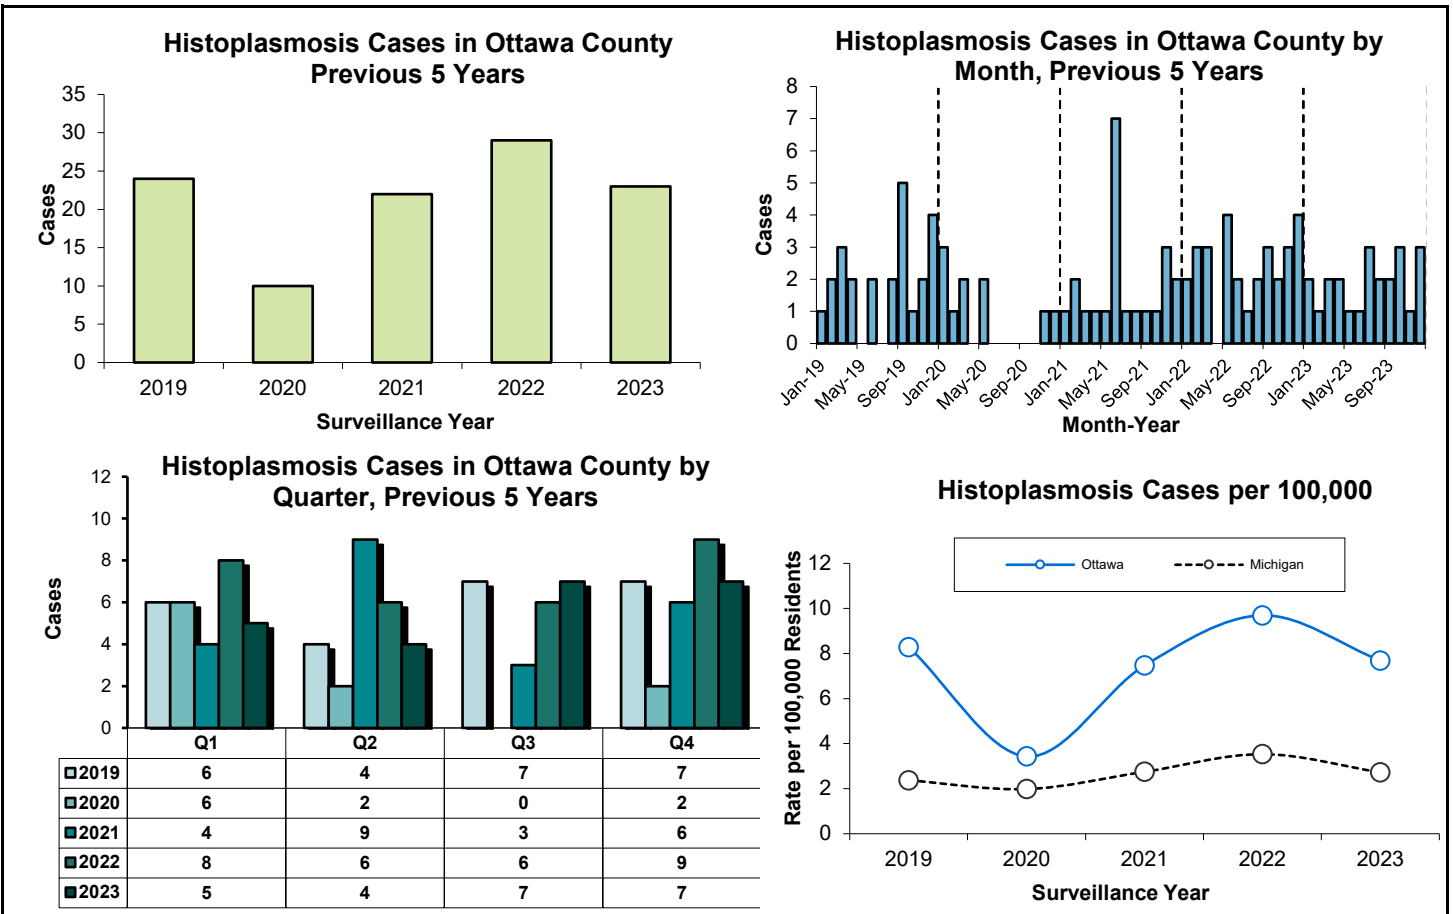 Histoplasmosis Cases in Ottawa County
Previous 5 Years
35
30
25
20
15
10
5
0
Cases
2019 2020 2021 2022 2023
Surveillance Year
Histoplasmosis Cases in Ottawa County by
Month, Previous 5 Years
8
7
6
5
4
3
2
1
0
Cases
Jan-19 May-19 Sep-19 Jan-20 May-20 Sep-20 Jan-21 May-21 Sep-21 Jan-22 May-22 Sep-22 Jan-23 May-23 Sep-23
Month-Year
Histoplasmosis Cases in Ottawa County by
Quarter, Previous 5 Years
12
10
8
6
4
2
0
Cases
Q1 Q2 Q3 Q4
2019 6 4 7 7
2020 6 2 0 2
2021 4 9 3 6
2022 8 6 6 9
2023 5 4 7 7
Histoplasmosis Cases per 100,000
Ottawa Michigan
12
10
8
6
4
2
0
Rate per 100,000 Residents
2019 2020 2021 2022 2023
Surveillance Year